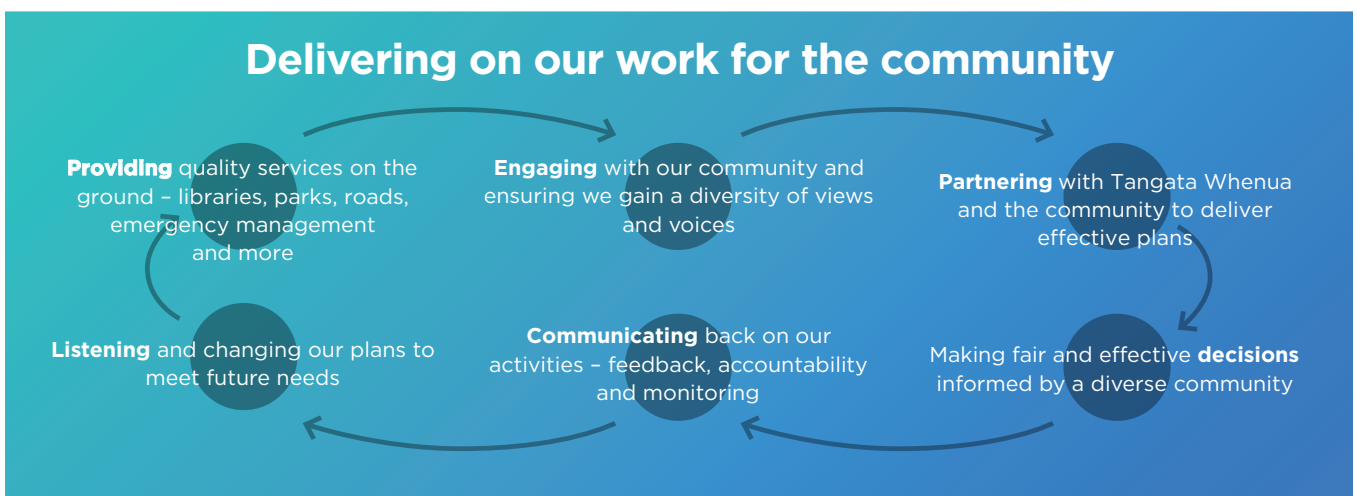 Delivering on our work for the community
Providing quality services on the
ground – libraries, parks, roads,
emergency management
and more
Engaging with our community and
ensuring we gain a diversity of views
and voices
Partnering with Tangata Whenua
and the community to deliver
effective plans
Making fair and effective decisions
informed by a diverse community
Communicating back on our
activities – feedback, accountability
and monitoring
Listening and changing our plans to
meet future needs